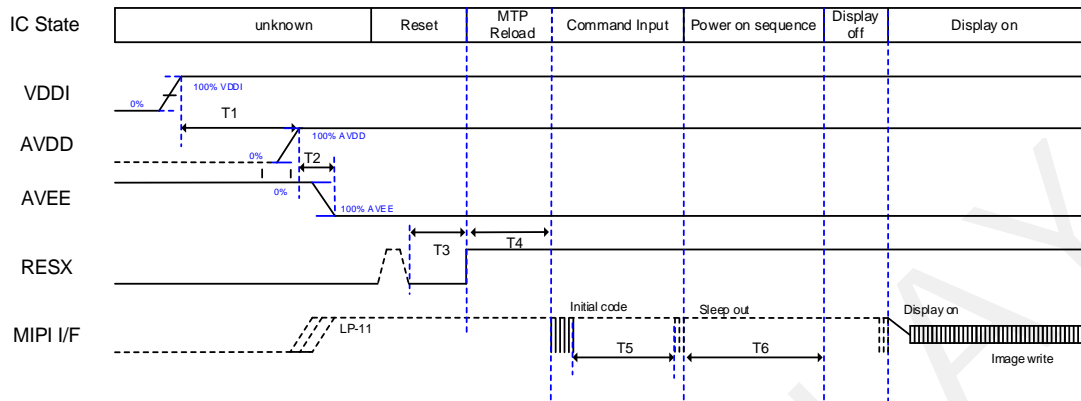 IC State
unknown
Reset
MTP
Reload
Command Input
Power on sequence
Display
off
Display on
VDDI
0%
100% VDDI
T1
AVDD
0%
100% AVDD
T2
AVEE
0%
100% AVEE
RESX
T3
T4
MIPI I/F
LP-11
Initial code
Sleep out
Display on
T5
T6
Image write